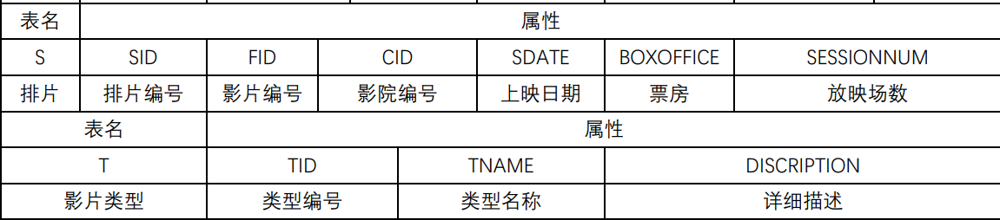 表名 属性
S SID FID CID SDATE BOXOFFICE SESSIONNUM
排片 排片编号 影片编号 影院编号 上映日期 票房 放映场数
表名 属性
T TID TNAME DISCRIPTION
影片类型 类型编号 类型名称 详细描述